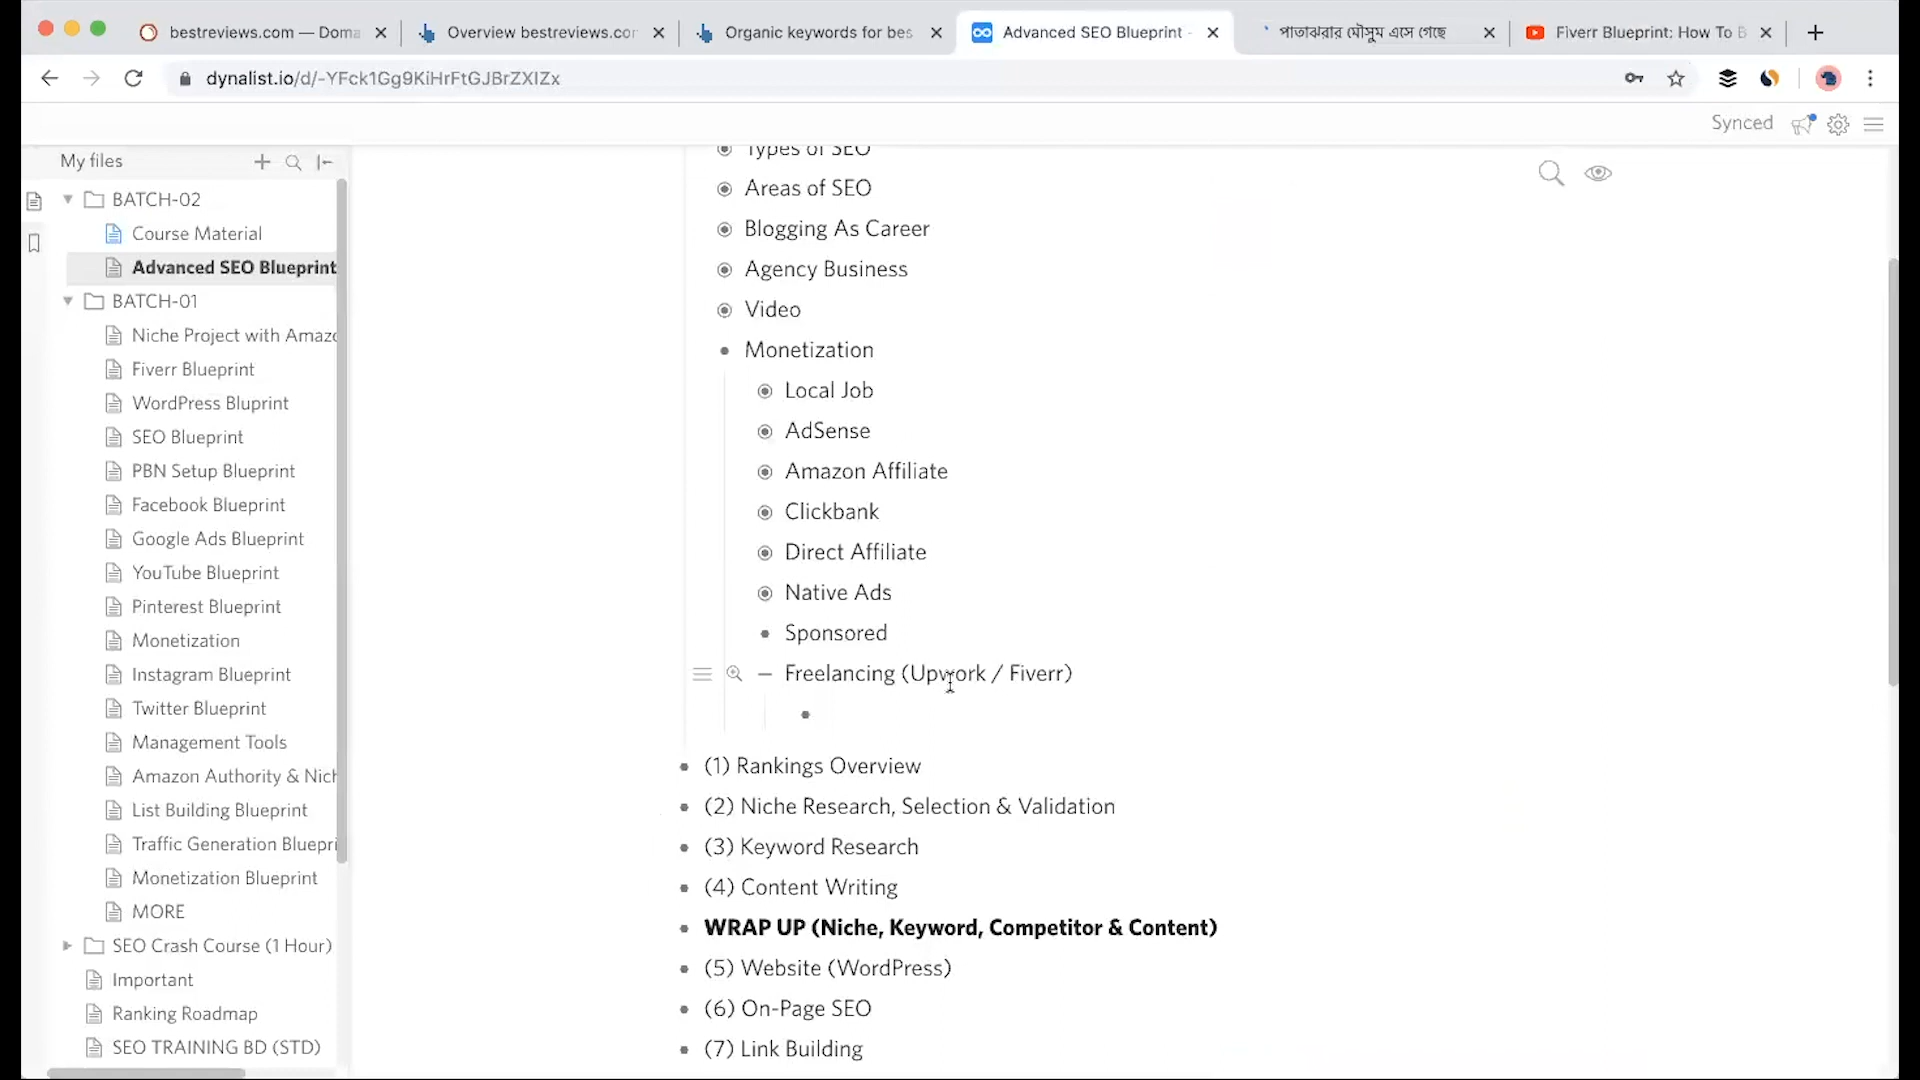 bestreviews.com — Doma
Overview bestreviews.cor
Organic keywords for bes
Advanced SEO Blueprint -
পাতাঝরার মৌসুম এসে গেছে
Fiverr Blueprint: How To B
dynalist.io/d/-YFck1Gg9KiHrFtGJBrZXIZx
Synced
My files
BATCH-02
Course Material
Advanced SEO Blueprint
BATCH-01
Niche Project with Amazo
Fiverr Blueprint
WordPress Bluprint
SEO Blueprint
PBN Setup Blueprint
Facebook Blueprint
Google Ads Blueprint
YouTube Blueprint
Pinterest Blueprint
Monetization
Instagram Blueprint
Twitter Blueprint
Management Tools
Amazon Authority & Nich
List Building Blueprint
Traffic Generation Bluepri
Monetization Blueprint
MORE
SEO Crash Course (1 Hour)
Important
Ranking Roadmap
SEO TRAINING BD (STD)
Types of SEO
Areas of SEO
Blogging As Career
Agency Business
Video
Monetization
Local Job
AdSense
Amazon Affiliate
Clickbank
Direct Affiliate
Native Ads
Sponsored
Freelancing (Upwork / Fiverr)
(1) Rankings Overview
(2) Niche Research, Selection & Validation
(3) Keyword Research
(4) Content Writing
WRAP UP (Niche, Keyword, Competitor & Content)
(5) Website (WordPress)
(6) On-Page SEO
(7) Link Building